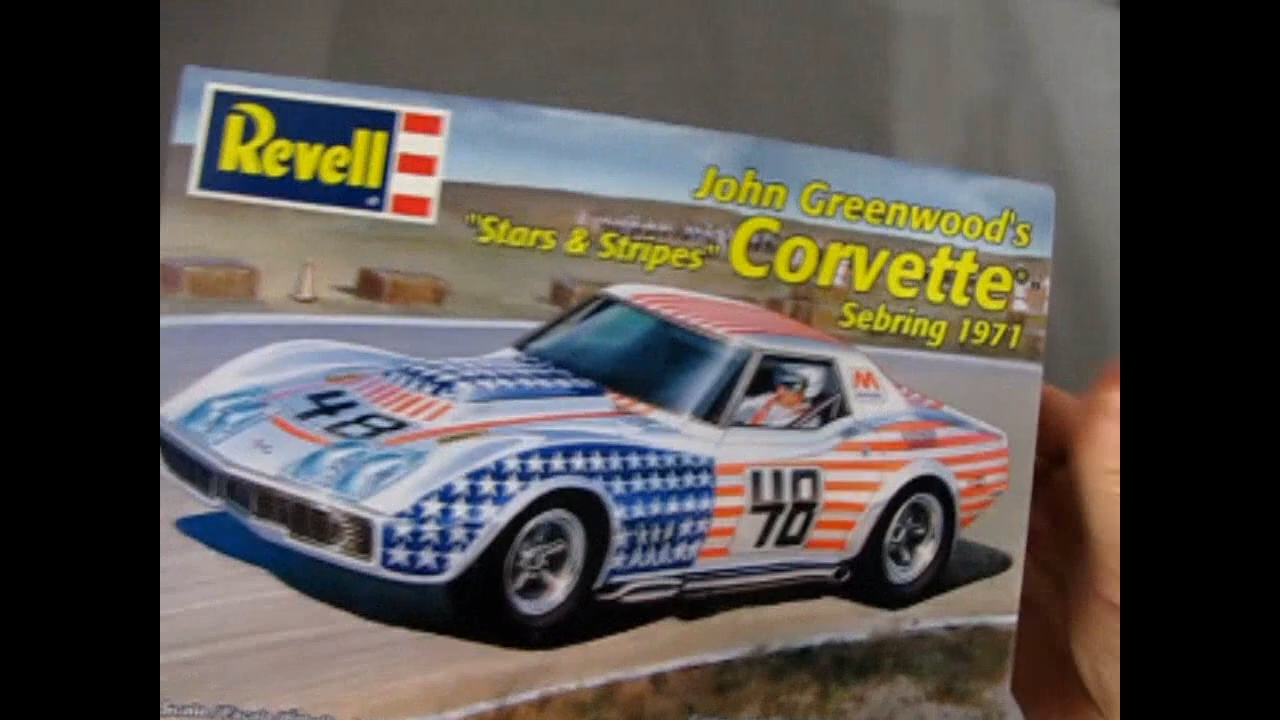 Revell
John Greenwood's
"Stars & Stripes" Corvette
Sebring 1971
48
M
48